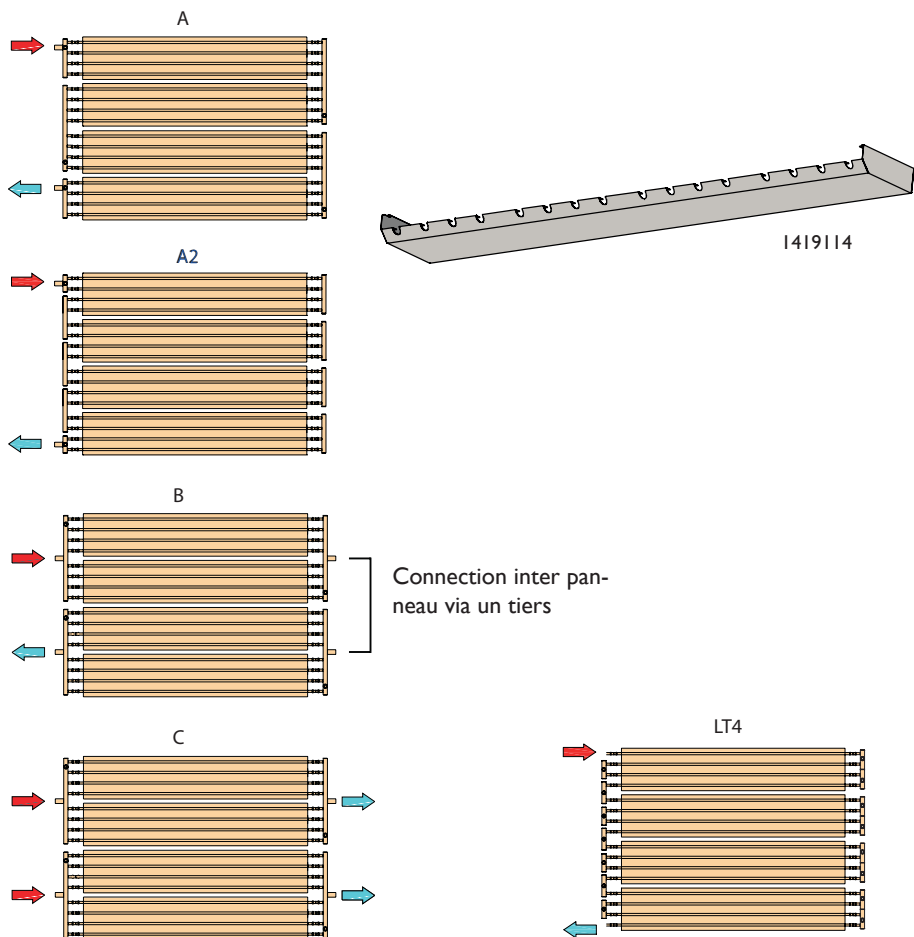 A
1419114
A2
B
Connection inter pan-
neau via un tiers
C
LT4